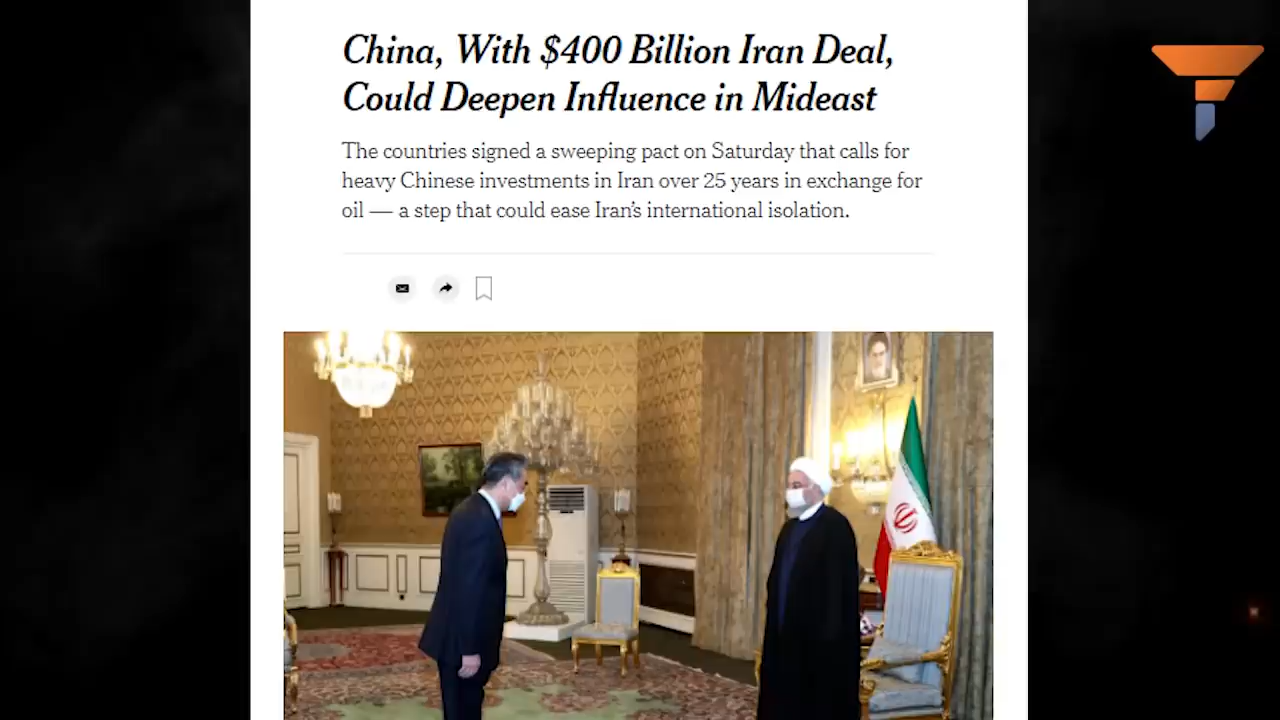 China, With $400 Billion Iran Deal,
Could Deepen Influence in Mideast
The countries signed a sweeping pact on Saturday that calls for
heavy Chinese investments in Iran over 25 years in exchange for
oil — a step that could ease Iran’s international isolation.